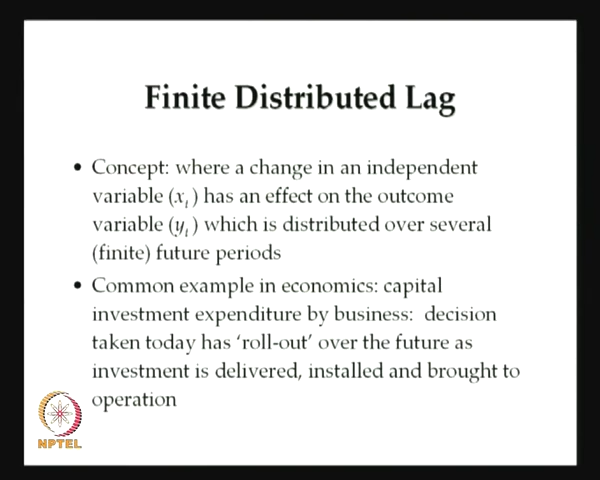 Finite Distributed Lag
• Concept: where a change in an independent
variable (x_t) has an effect on the outcome
variable (y_t) which is distributed over several
(finite) future periods
• Common example in economics: capital
investment expenditure by business: decision
taken today has ‘roll-out’ over the future as
investment is delivered, installed and brought to
operation
NPTEL